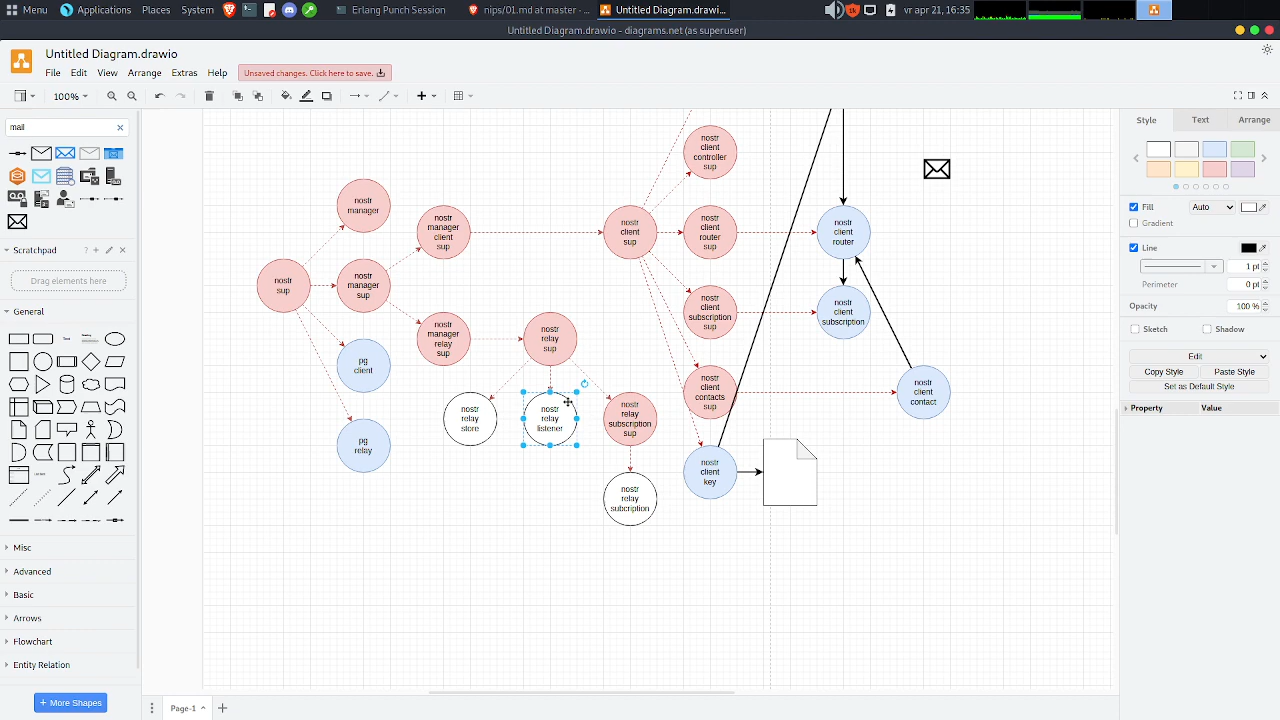 Menu Applications Places System Erlang Punch Session nips/01.md at master - ... Untitled Diagram.drawi... vr apr 21, 16:35
Untitled Diagram.drawio - diagrams.net (as superuser)
Untitled Diagram.drawio
File Edit View Arrange Extras Help Unsaved changes. Click here to save.
100%
mail
Scratchpad
Drag elements here
General
Text
Misc
Advanced
Basic
Arrows
Flowchart
Entity Relation
+ More Shapes
nostr
client
controller
sup
nostr
manager
nostr
manager
client
sup
nostr
client
sup
nostr
client
router
sup
nostr
client
router
nostr
sup
nostr
manager
sup
nostr
client
subscription
sup
nostr
client
subscription
nostr
manager
relay
sup
nostr
relay
sup
pg
client
nostr
client
contacts
sup
nostr
client
contact
nostr
relay
store
nostr
relay
listener
nostr
relay
subscription
sup
pg
relay
nostr
client
key
nostr
relay
subcription
Page-1
Style Text Arrange
Fill Auto
Gradient
Line
1 pt
Perimeter 0 pt
Opacity 100 %
Sketch Shadow
Edit
Copy Style Paste Style
Set as Default Style
Property Value